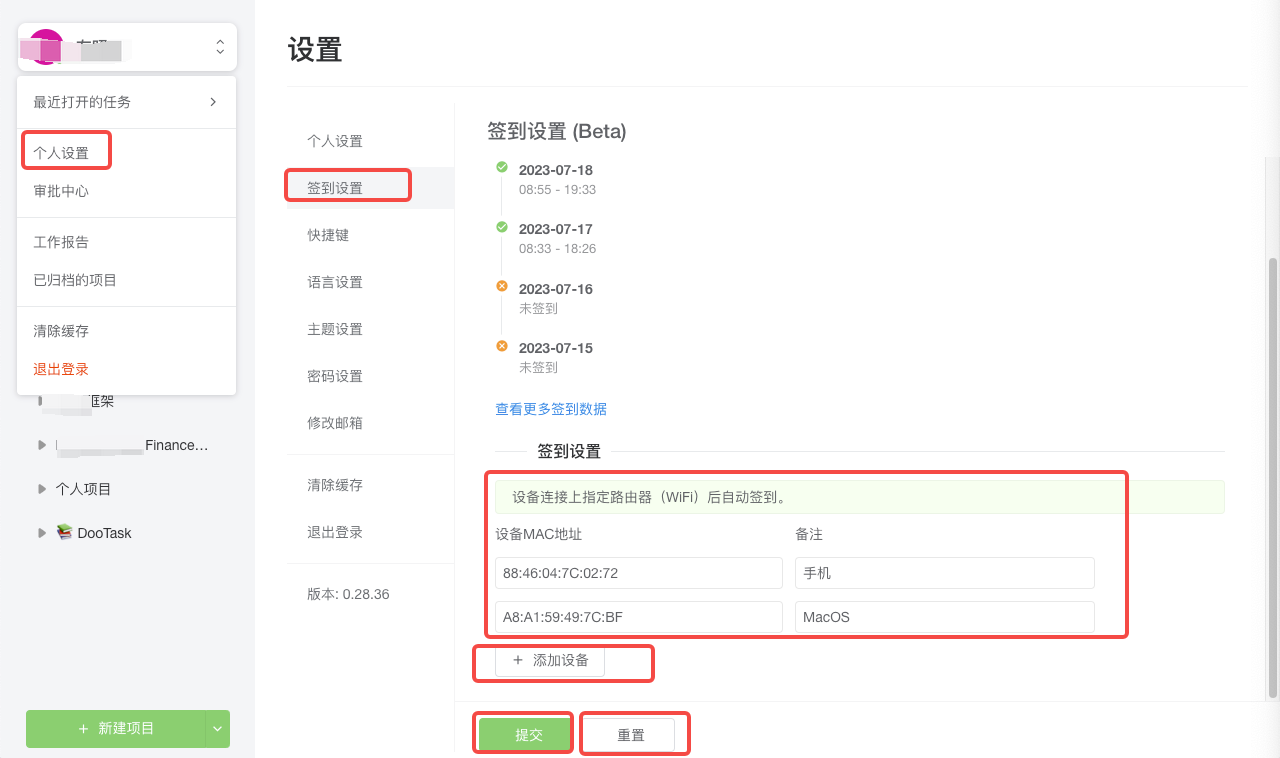 设置
最近打开的任务
个人设置
审批中心
工作报告
已归档的项目
清除缓存
退出登录
框架
Finance...
个人项目
DooTask
新建项目
个人设置
签到设置
快捷键
语言设置
主题设置
密码设置
修改邮箱
清除缓存
退出登录
版本: 0.28.36
签到设置 (Beta)
2023-07-18
08:55 - 19:33
2023-07-17
08:33 - 18:26
2023-07-16
未签到
2023-07-15
未签到
查看更多签到数据
签到设置
设备连接上指定路由器（WiFi）后自动签到。
设备MAC地址 备注
88:46:04:7C:02:72 手机
A8:A1:59:49:7C:BF MacOS
+ 添加设备
提交 重置